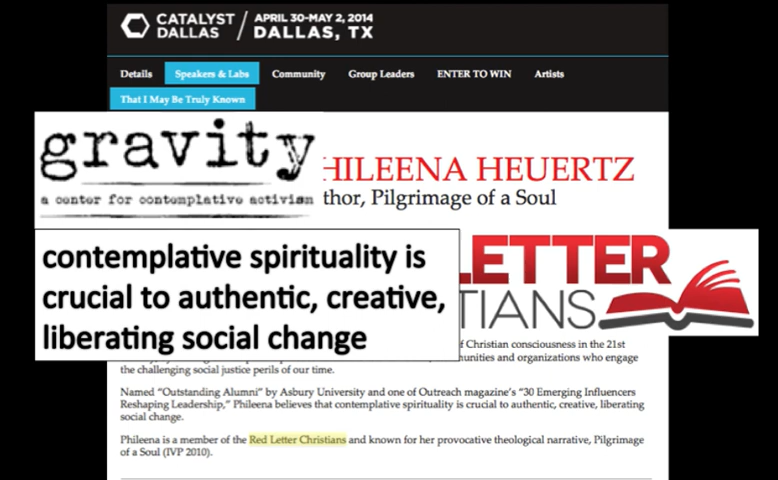 CATALYST DALLAS
APRIL 30-MAY 2, 2014
DALLAS, TX
Details
Speakers & Labs
Community
Group Leaders
ENTER TO WIN
Artists
That I May Be Truly Known
gravity
a center for contemplative activism
HILEENA HEUERTZ
thor, Pilgrimage of a Soul
contemplative spirituality is
crucial to authentic, creative,
liberating social change
LETTER
TIANS
of Christian consciousness in the 21st
munities and organizations who engage
the challenging social justice perils of our time.
Named “Outstanding Alumni” by Asbury University and one of Outreach magazine’s “30 Emerging Influencers
Reshaping Leadership,” Phileena believes that contemplative spirituality is crucial to authentic, creative, liberating
social change.
Phileena is a member of the Red Letter Christians and known for her provocative theological narrative, Pilgrimage
of a Soul (IVP 2010).